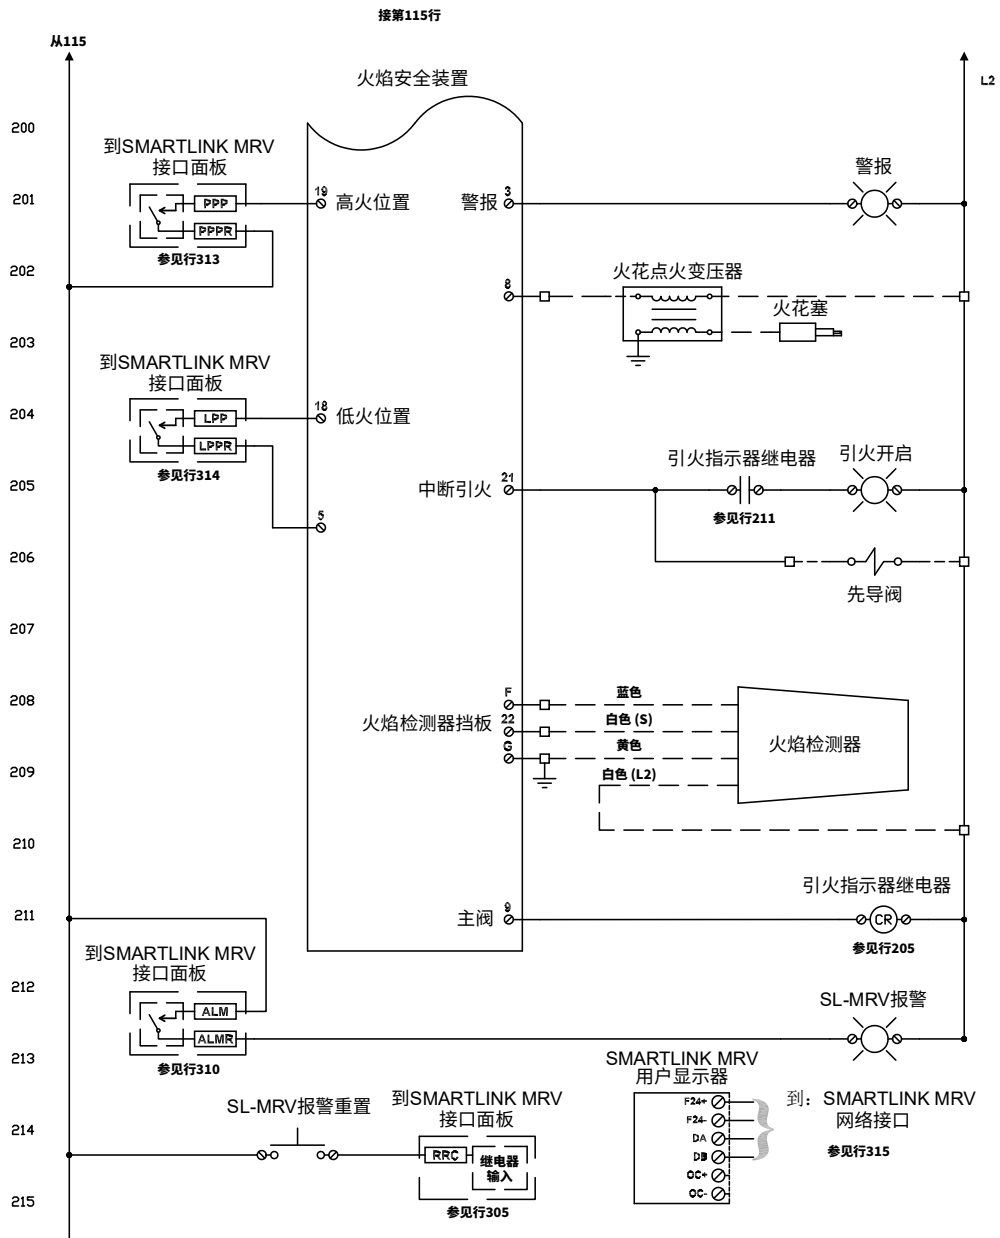 接第115行
从115
L2
火焰安全装置
200
到SMARTLINK MRV
接口面板
警报
201
PPP
19
高火位置
警报
3
PPPR
参见行313
202
火花点火变压器
8
火花塞
203
到SMARTLINK MRV
接口面板
204
LPP
18
低火位置
LPPR
参见行314
引火指示器继电器
引火开启
205
中断引火
21
参见行211
5
206
先导阀
207
208
F
蓝色
火焰检测器挡板
22
白色 (S)
G
黄色
火焰检测器
209
白色 (L2)
210
引火指示器继电器
211
主阀
9
CR
参见行205
到SMARTLINK MRV
接口面板
212
ALM
SL-MRV报警
ALMR
213
参见行310
SMARTLINK MRV
用户显示器
SL-MRV报警重置
到SMARTLINK MRV
接口面板
F24+
到：SMARTLINK MRV
网络接口
214
F24-
DA
参见行315
RRC
继电器
输入
DB
OC+
OC-
215
参见行305